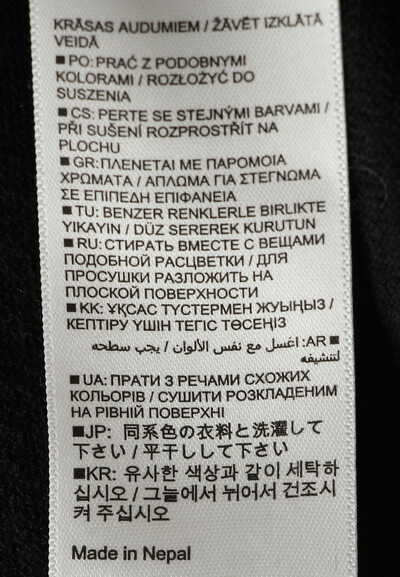 KRĀSAS AUDUMIEM / ŽĀVĒT IZKLĀTĀ
VEIDĀ
■ PO: PRAĆ Z PODOBNYMI
KOLORAMI / ROZŁOŻYĆ DO
SUSZENIA
■ CS: PERTE SE STEJNÝMI BARVAMI /
PŘI SUŠENÍ ROZPROSTŘÍT NA
PLOCHU
■ GR: ΠΛΕΝΕΤΑΙ ΜΕ ΠΑΡΟΜΟΙΑ
ΧΡΩΜΑΤΑ / ΑΠΛΩΜΑ ΓΙΑ ΣΤΕΓΝΩΜΑ
ΣΕ ΕΠΙΠΕΔΗ ΕΠΙΦΑΝΕΙΑ
■ TU: BENZER RENKLERLE BIRLIKTE
YIKAYIN / DÜZ SEREREK KURUTUN
■ RU: СТИРАТЬ ВМЕСТЕ С ВЕЩАМИ
ПОДОБНОЙ РАСЦВЕТКИ / ДЛЯ
ПРОСУШКИ РАЗЛОЖИТЬ НА
ПЛОСКОЙ ПОВЕРХНОСТИ
■ KK: ҰҚСАС ТҮСТЕРМЕН ЖУЫҢЫЗ /
КЕПТІРУ ҮШІН ТЕГІС ТӨСЕҢІЗ
■ AR: اغسل مع نفس الألوان / يجب سطحه
لتنشيفه
■ UA: ПРАТИ З РЕЧАМИ СХОЖИХ
КОЛЬОРІВ / СУШИТИ РОЗКЛАДЕНИМ
НА РІВНІЙ ПОВЕРХНІ
■JP: 同系色の衣料と洗濯して
下さい / 平干しして下さい
■KR: 유사한 색상과 같이 세탁하
십시오 / 그늘에서 뉘어서 건조시
켜 주십시오
Made in Nepal